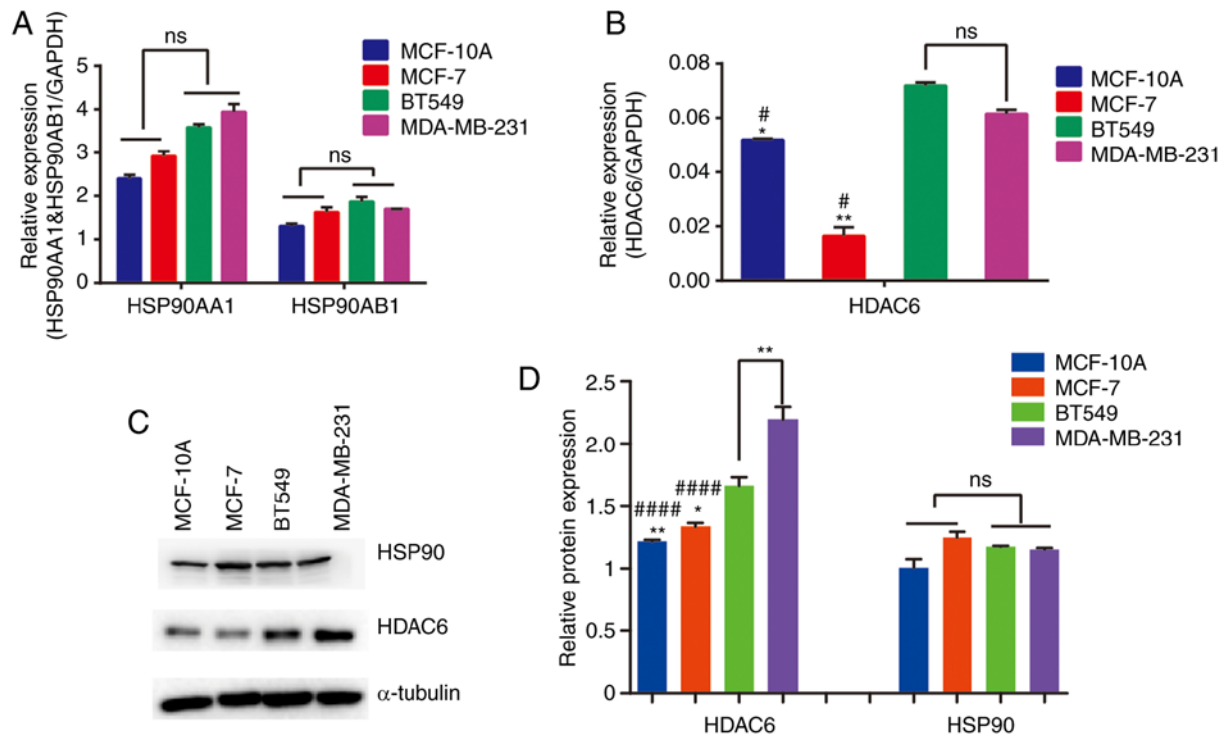 A
Relative expression
(HSP90AA1&HSP90AB1/GAPDH)
5
4
3
2
1
0
ns
ns
HSP90AA1
HSP90AB1
MCF-10A
MCF-7
BT549
MDA-MB-231
B
Relative expression
(HDAC6/GAPDH)
0.08
0.06
0.04
0.02
0.00
#
*
#
**
ns
HDAC6
MCF-10A
MCF-7
BT549
MDA-MB-231
C
MCF-10A
MCF-7
BT549
MDA-MB-231
HSP90
HDAC6
α-tubulin
D
Relative protein expression
2.5
2.0
1.5
1
0.5
0
####
**
####
*
**
ns
HDAC6
HSP90
MCF-10A
MCF-7
BT549
MDA-MB-231